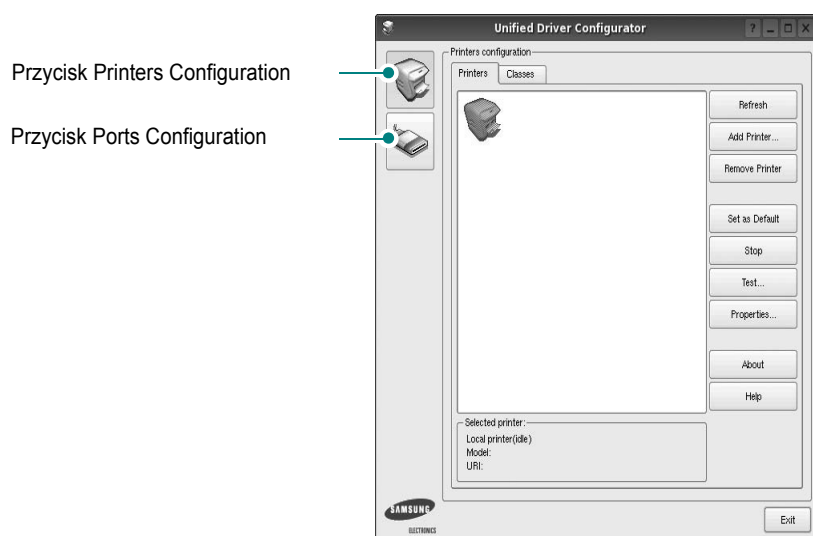 Unified Driver Configurator
Przycisk Printers Configuration
Przycisk Ports Configuration
Printers configuration
Printers
Classes
Refresh
Add Printer...
Remove Printer
Set as Default
Stop
Test...
Properties...
About
Help
Selected printer:
Local printer(idle)
Model:
URI:
SAMSUNG
ELECTRONICS
Exit